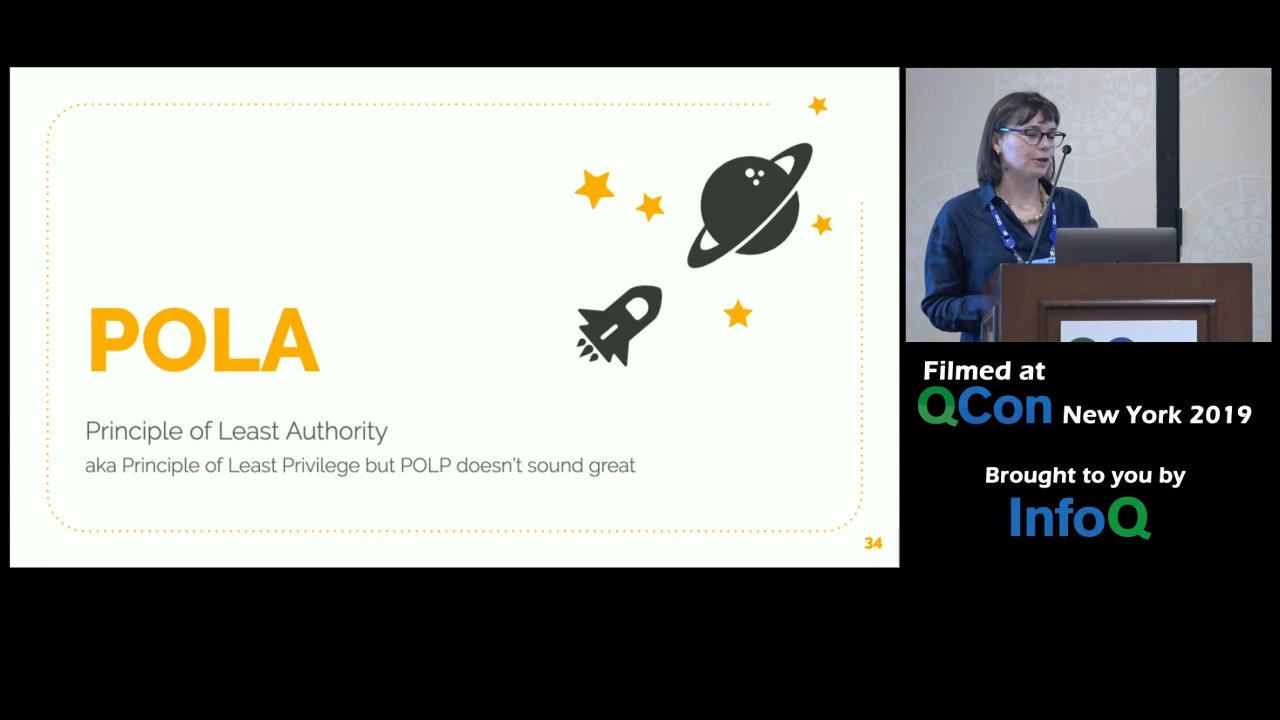 POLA
Principle of Least Authority
aka Principle of Least Privilege but POLP doesn't sound great
34
Filmed at
QCon New York 2019
Brought to you by
InfoQ